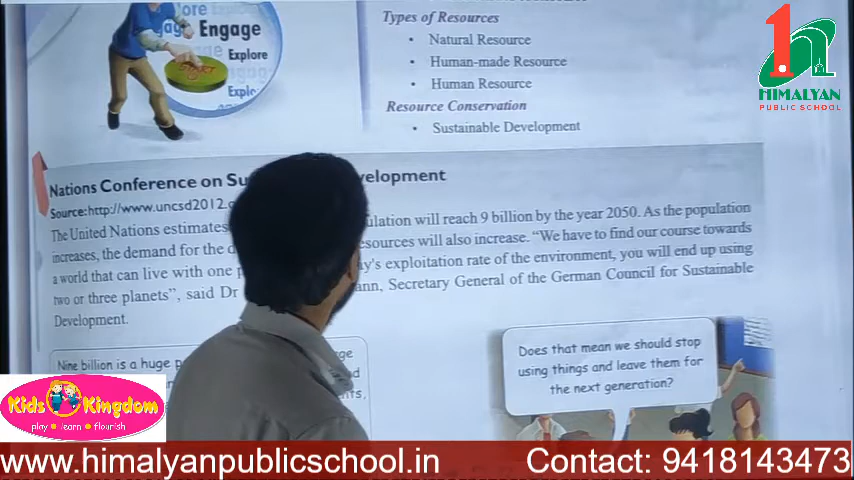 Engage
Explore
Types of Resources
• Natural Resource
• Human-made Resource
• Human Resource
Resource Conservation
• Sustainable Development
1
HIMALYAN
PUBLIC SCHOOL
START
Nations Conference on
Source:http://www.uncsd2012.
The United Nations estimates will reach 9 billion by the year 2050. As the population
increases, the demand for the will also increase. “We have to find our course towards
a world that can live with one exploitation rate of the environment, you will end up using
two or three planets”, said Dr Secretary General of the German Council for Sustainable
Development.
Nine billion is a huge
Does that mean we should stop
using things and leave them for
the next generation?
Kids Kingdom
play learn flourish
www.himalyanpublicschool.in Contact: 9418143473